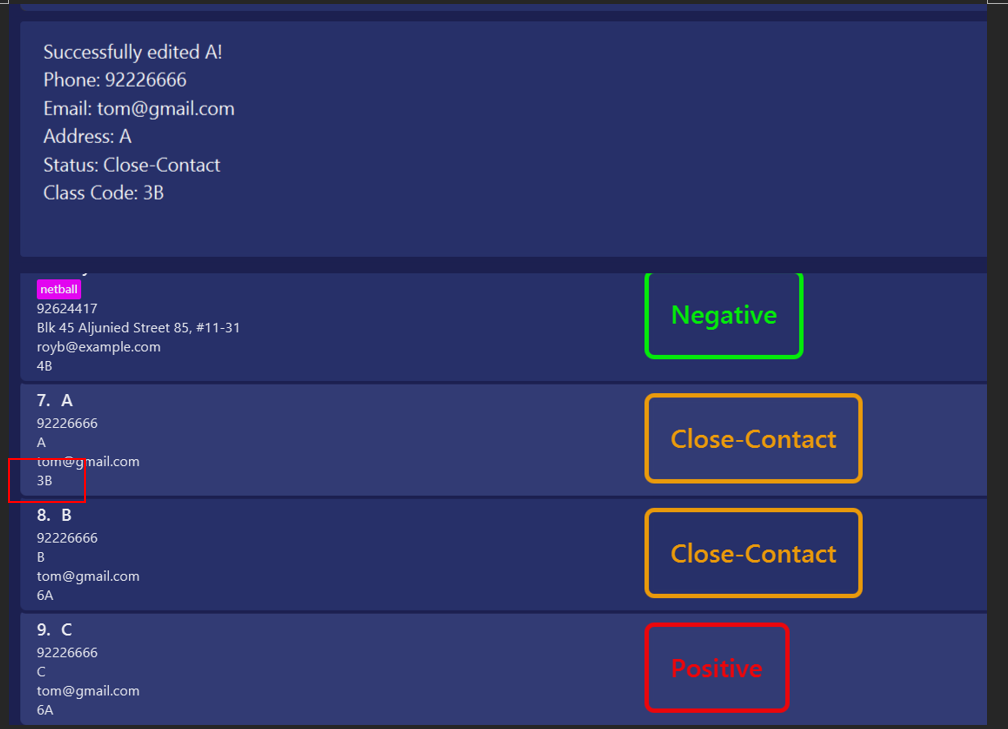 Successfully edited A!
Phone: 92226666
Email: tom@gmail.com
Address: A
Status: Close-Contact
Class Code: 3B
netball
92624417
Blk 45 Aljunied Street 85, #11-31
royb@example.com
4B
Negative
7. A
92226666
A
tom@gmail.com
3B
Close-Contact
8. B
92226666
B
tom@gmail.com
6A
Close-Contact
9. C
92226666
C
tom@gmail.com
6A
Positive